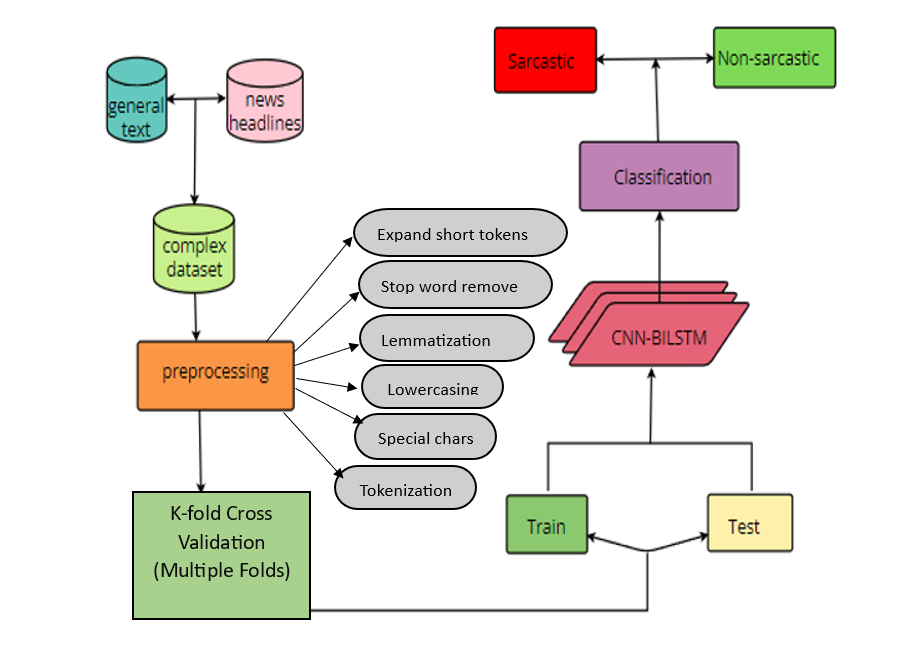 general
text
news
headlines
complex
dataset
preprocessing
Expand short tokens
Stop word remove
Lemmatization
Lowercasing
Special chars
Tokenization
K-fold Cross
Validation
(Multiple Folds)
Train
Test
CNN-BILSTM
Classification
Sarcastic
Non-sarcastic